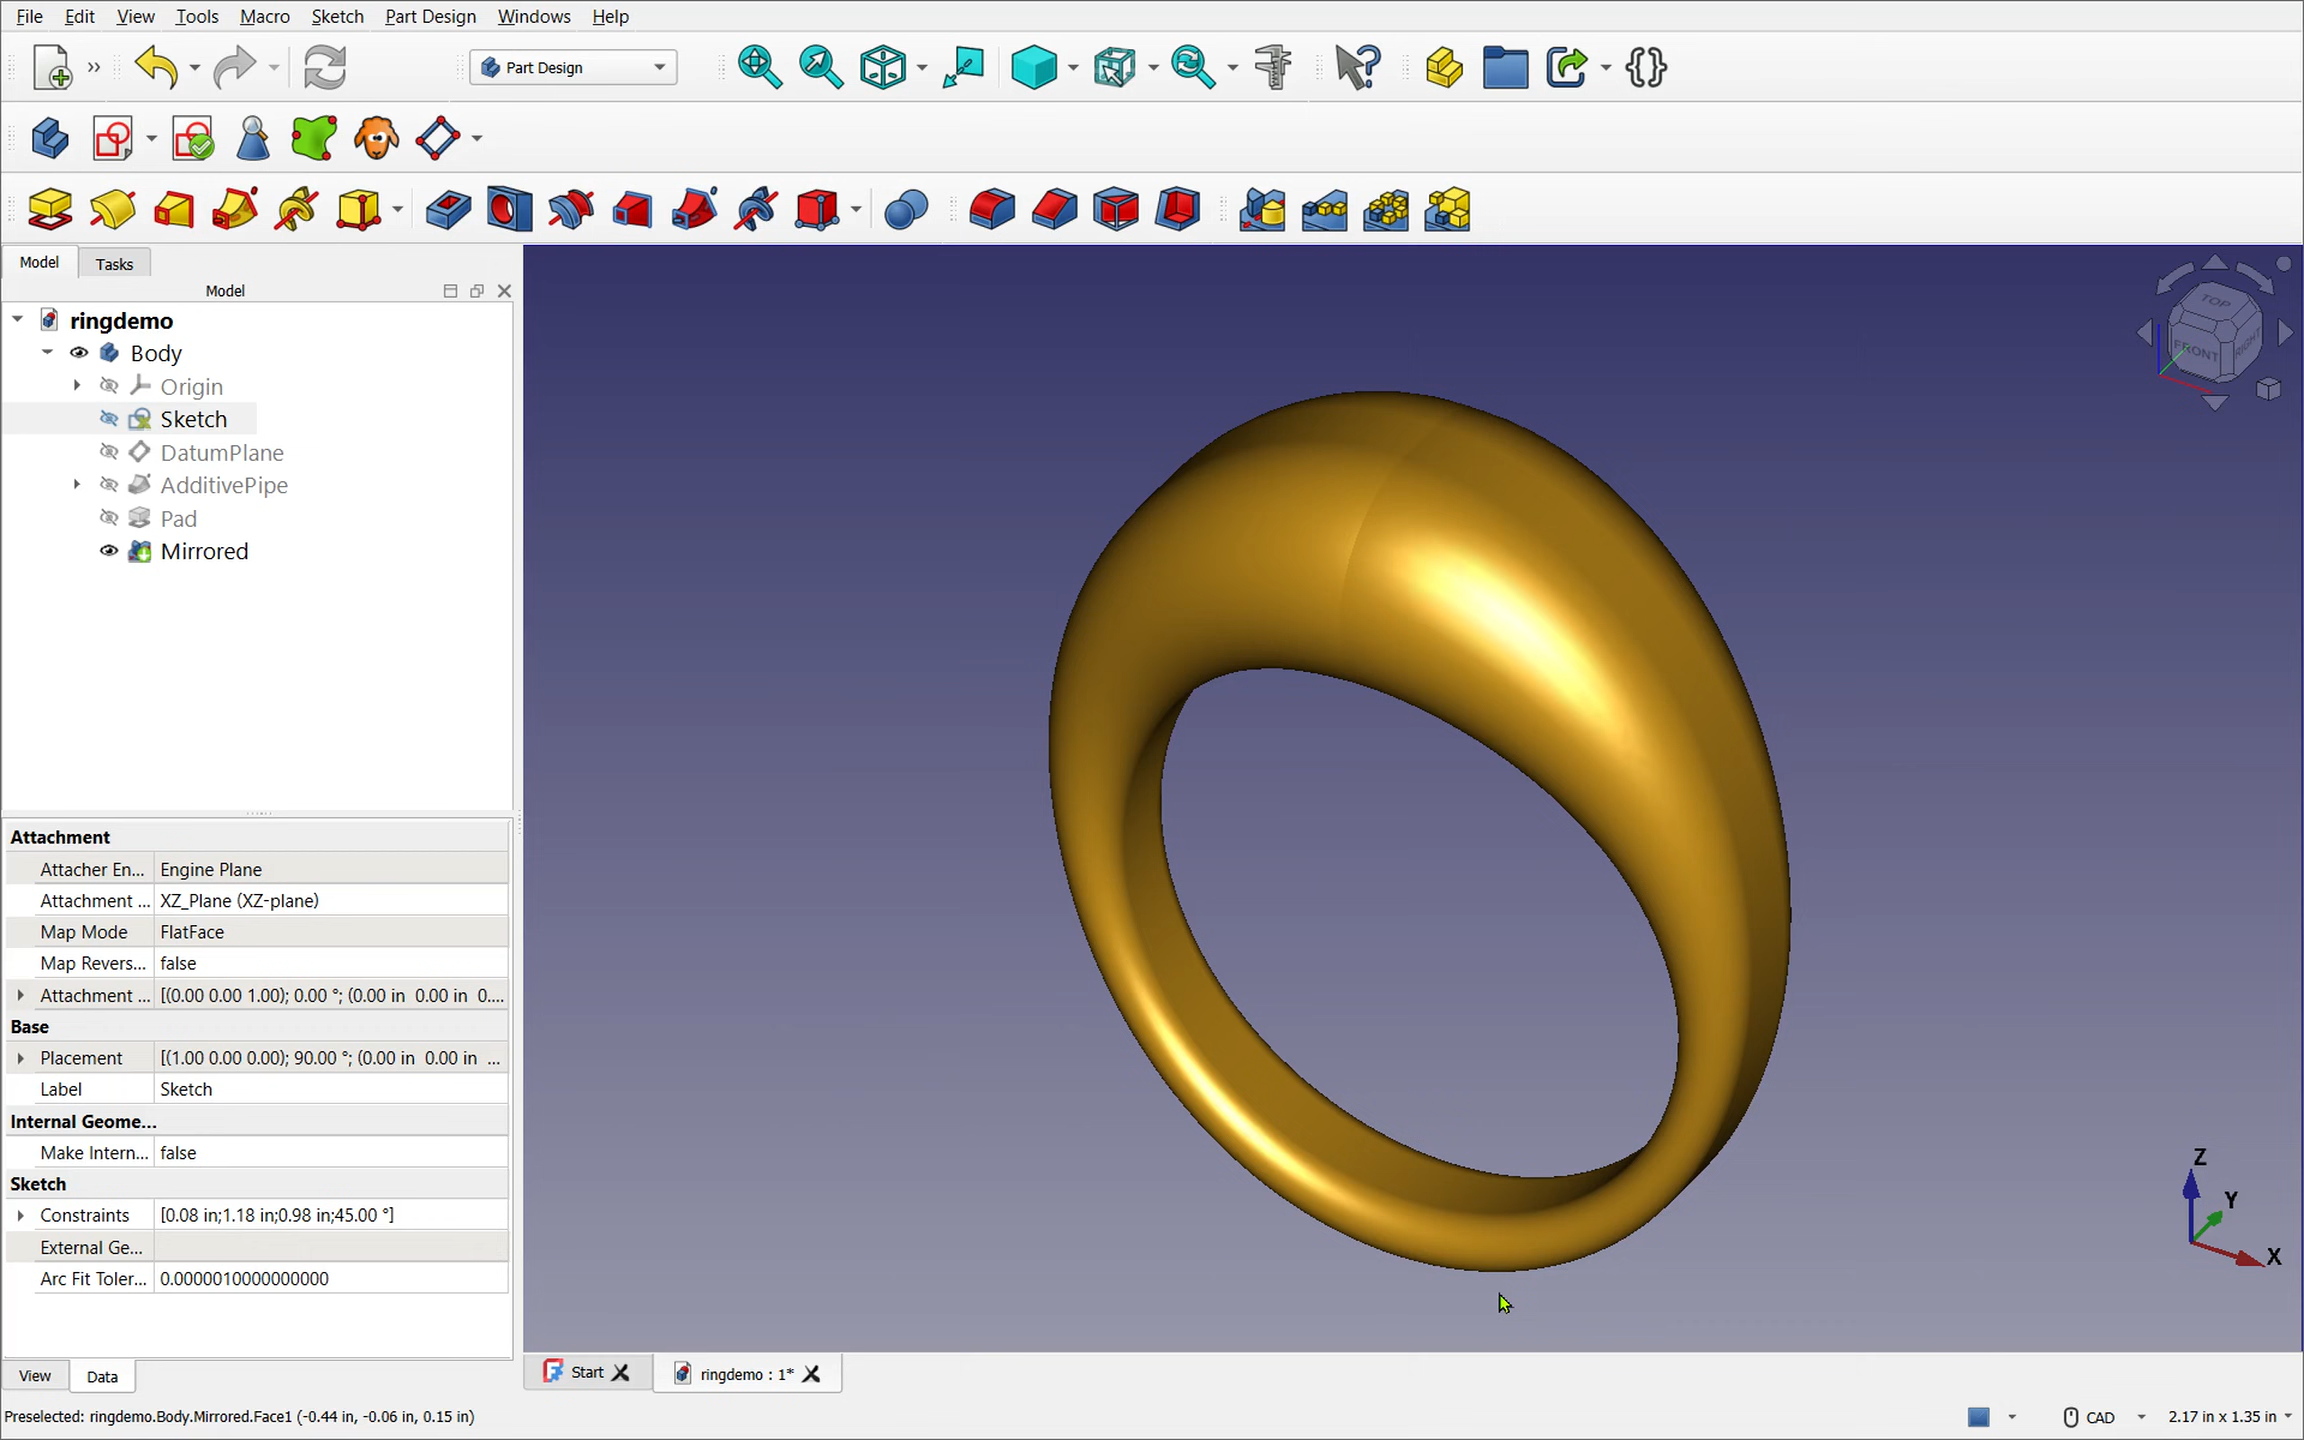 File Edit View Tools Macro Sketch Part Design Windows Help
Part Design
Model Tasks
Model
ringdemo
Body
Origin
Sketch
DatumPlane
AdditivePipe
Pad
Mirrored
Attachment
Attacher En... Engine Plane
Attachment ... XZ_Plane (XZ-plane)
Map Mode FlatFace
Map Revers... false
Attachment ... [(0.00 0.00 1.00); 0.00 °; (0.00 in 0.00 in 0....
Base
Placement [(1.00 0.00 0.00); 90.00 °; (0.00 in 0.00 in ...
Label Sketch
Internal Geome...
Make Intern... false
Sketch
Constraints [0.08 in;1.18 in;0.98 in;45.00 °]
External Ge...
Arc Fit Toler... 0.0000010000000000
View Data
TOP
FRONT RIGHT
Z
Y
X
Start ringdemo : 1*
Preselected: ringdemo.Body.Mirrored.Face1 (-0.44 in, -0.06 in, 0.15 in)
CAD 2.17 in x 1.35 in